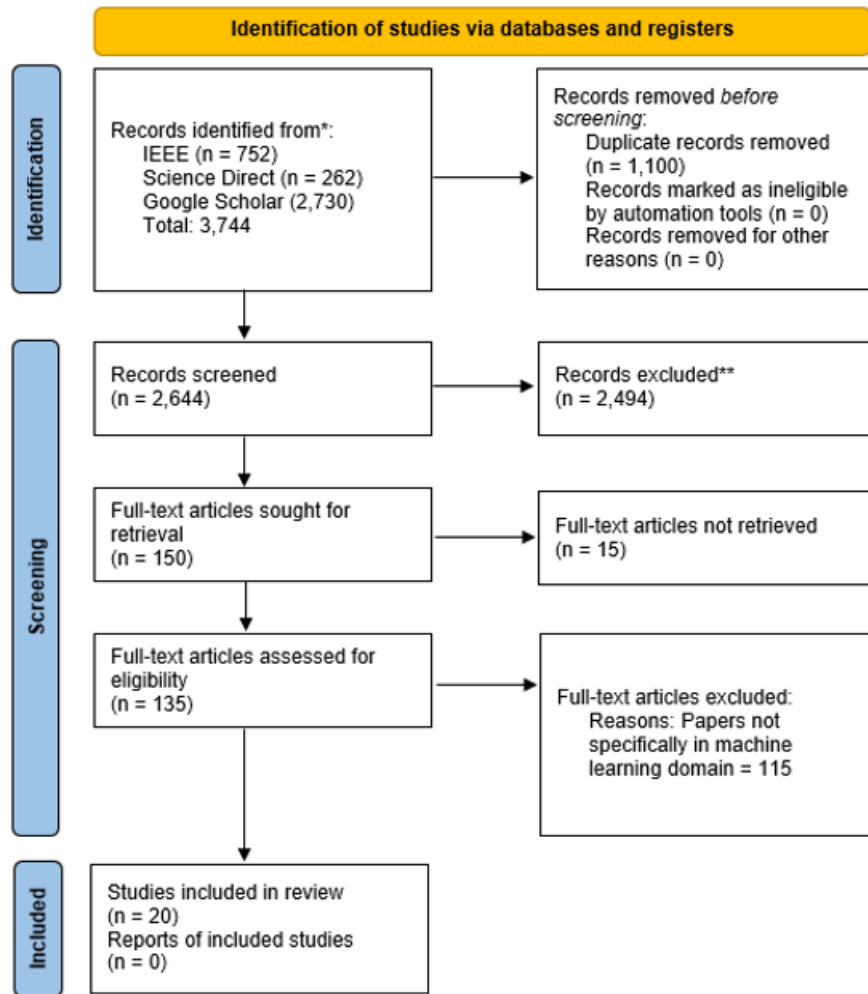 Identification of studies via databases and registers
Identification
Records identified from*:
IEEE (n = 752)
Science Direct (n = 262)
Google Scholar (2,730)
Total: 3,744
Records removed before
screening:
Duplicate records removed
(n = 1,100)
Records marked as ineligible
by automation tools (n = 0)
Records removed for other
reasons (n = 0)
Screening
Records screened
(n = 2,644)
Records excluded**
(n = 2,494)
Full-text articles sought for
retrieval
(n = 150)
Full-text articles not retrieved
(n = 15)
Full-text articles assessed for
eligibility
(n = 135)
Full-text articles excluded:
Reasons: Papers not
specifically in machine
learning domain = 115
Included
Studies included in review
(n = 20)
Reports of included studies
(n = 0)